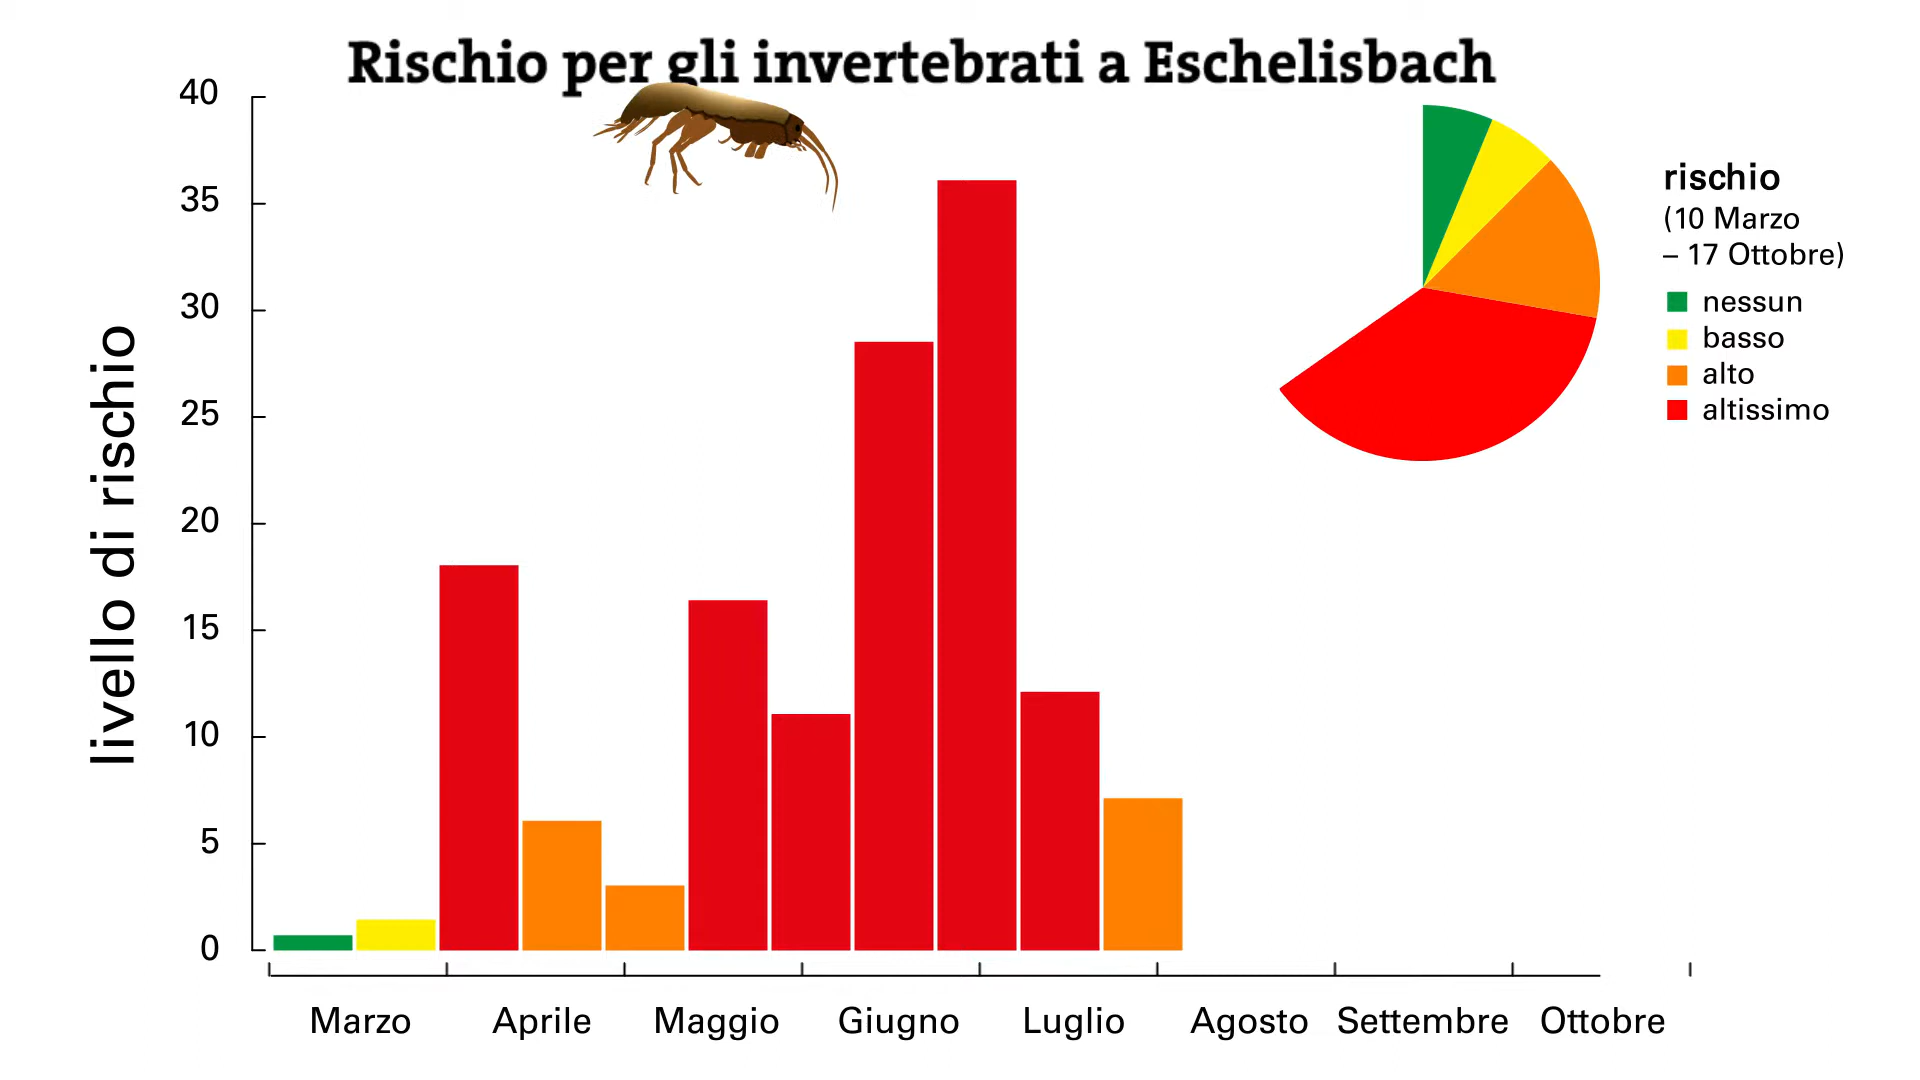 Rischio per gli invertebrati a Eschelisbach
livello di rischio
40
35
30
25
20
15
10
5
0
Marzo Aprile Maggio Giugno Luglio Agosto Settembre Ottobre
rischio
(10 Marzo
– 17 Ottobre)
nessun
basso
alto
altissimo